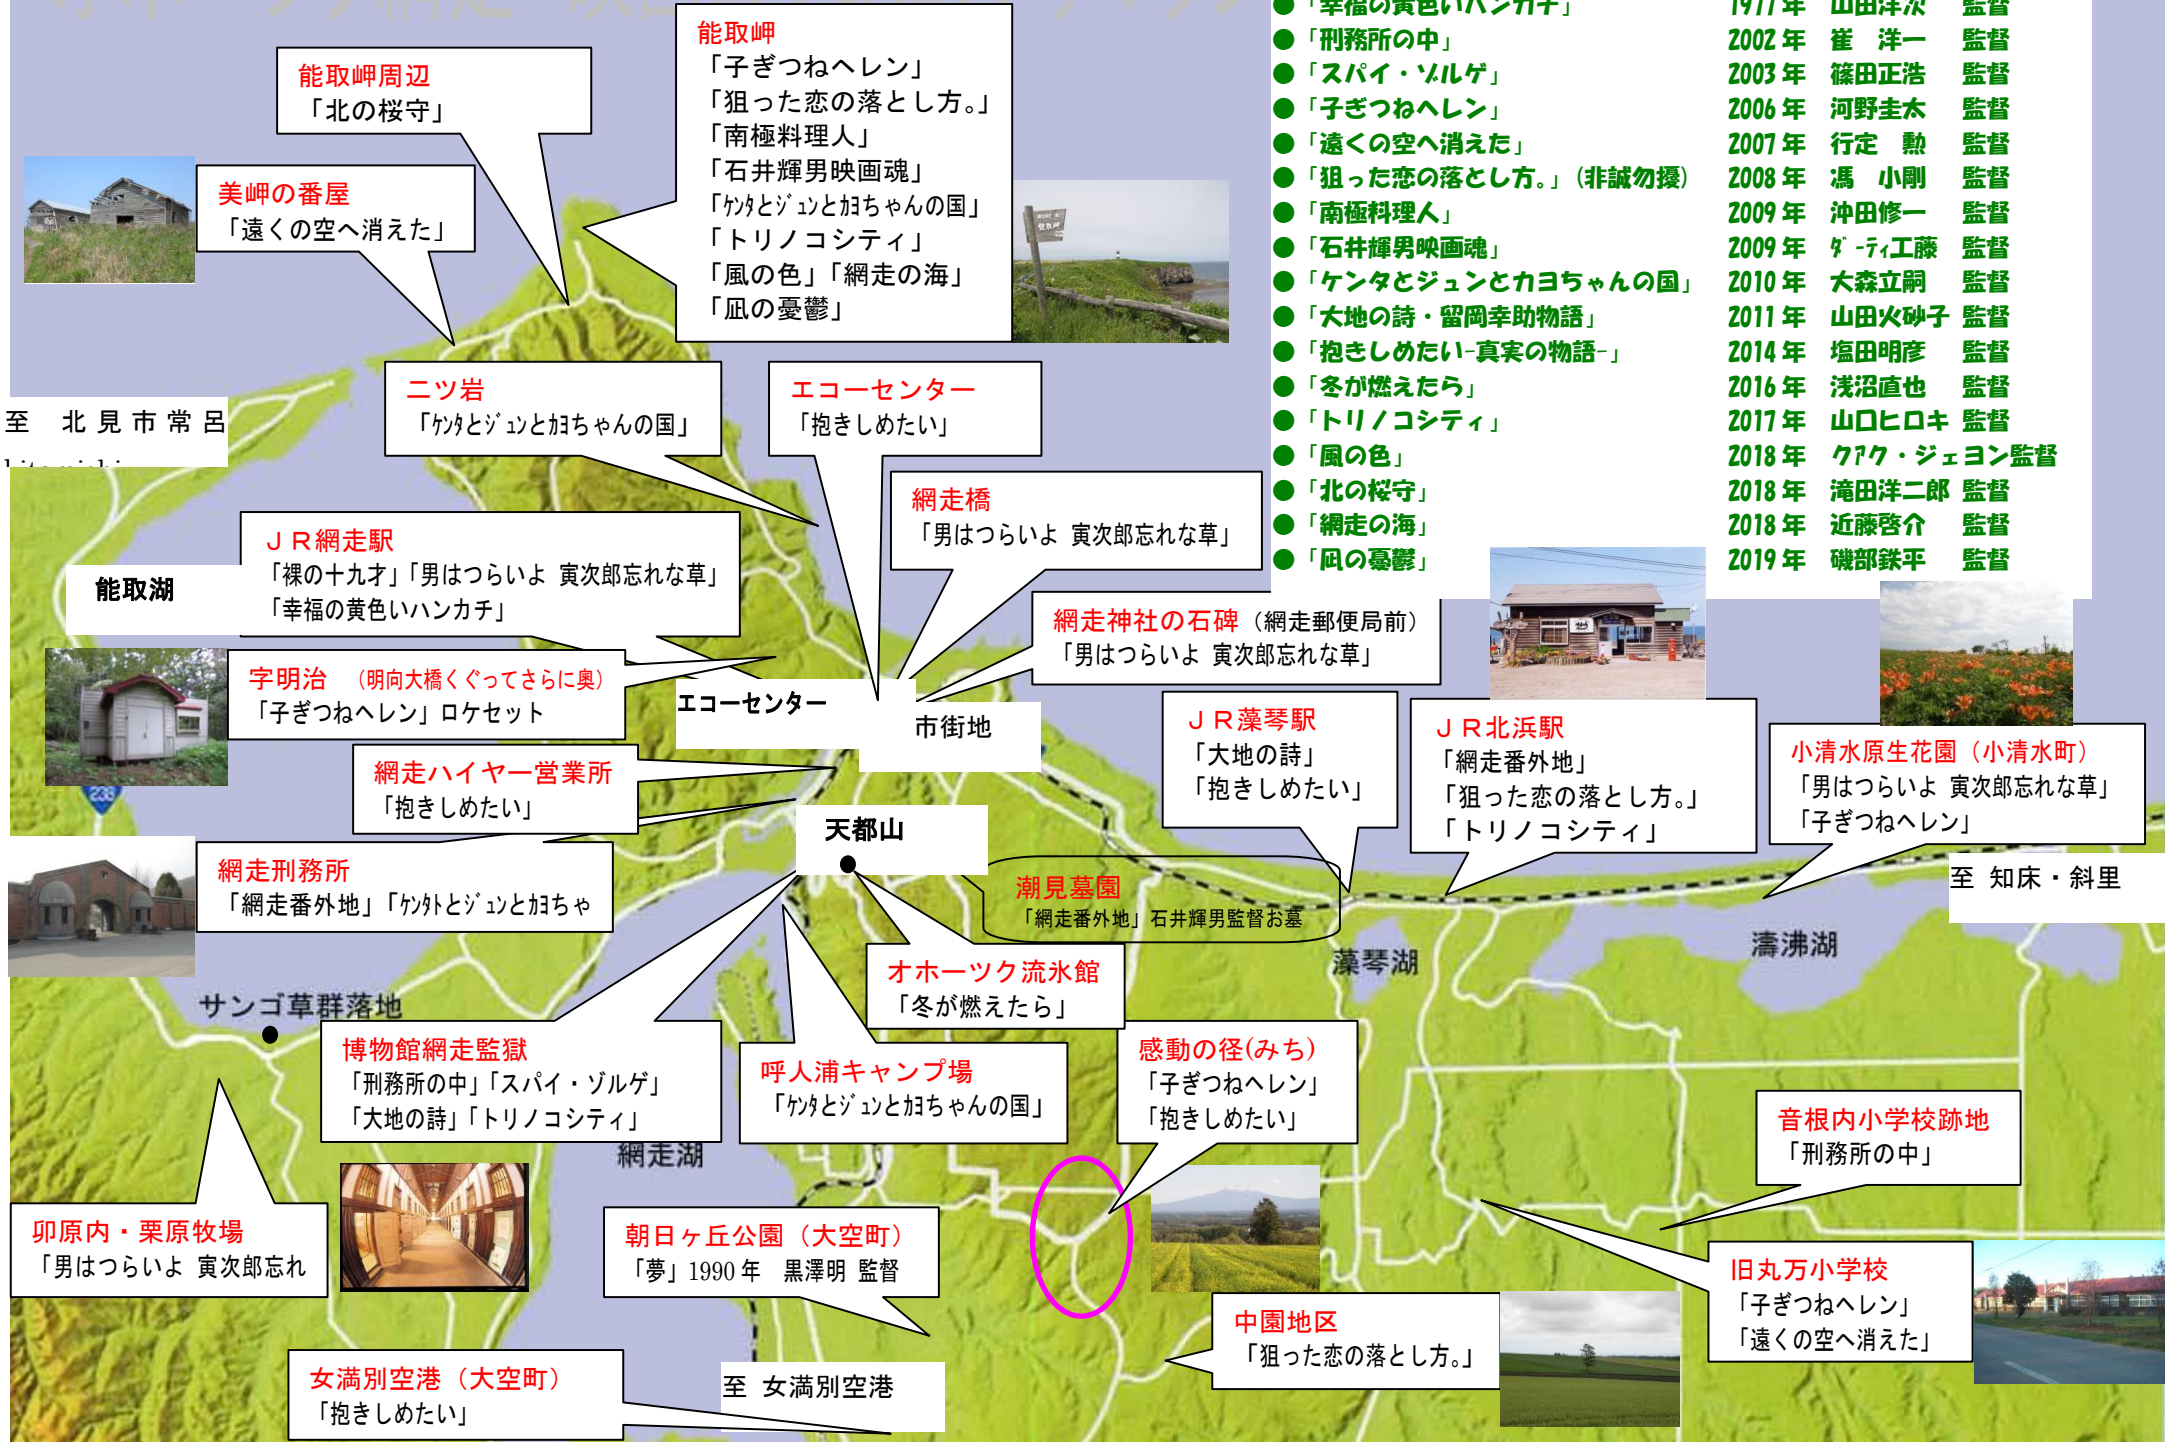 能取岬周辺
「北の桜守」
能取岬
「子ぎつねヘレン」
「狙った恋の落とし方。」
「南極料理人」
「石井輝男映画魂」
「ケンタとジュンとカヨちゃんの国」
「トリノコシティ」
「風の色」「網走の海」
「凪の憂鬱」
美岬の番屋
「遠くの空へ消えた」
●「幸福の黄色いハンカチ」 1977年 山田洋次 監督
●「刑務所の中」 2002年 崔 洋一 監督
●「スパイ・ゾルゲ」 2003年 篠田正浩 監督
●「子ぎつねヘレン」 2006年 河野圭太 監督
●「遠くの空へ消えた」 2007年 行定 勲 監督
●「狙った恋の落とし方。」(非誠勿擾) 2008年 馮 小剛 監督
●「南極料理人」 2009年 沖田修一 監督
●「石井輝男映画魂」 2009年 ダーティ工藤 監督
●「ケンタとジュンとカヨちゃんの国」 2010年 大森立嗣 監督
●「大地の詩・留岡幸助物語」 2011年 山田火砂子 監督
●「抱きしめたい-真実の物語-」 2014年 塩田明彦 監督
●「冬が燃えたら」 2016年 浅沼直也 監督
●「トリノコシティ」 2017年 山口ヒロキ 監督
●「風の色」 2018年 クァク・ジェヨン監督
●「北の桜守」 2018年 滝田洋二郎 監督
●「網走の海」 2018年 近藤啓介 監督
●「凪の憂鬱」 2019年 磯部鉄平 監督
二ツ岩
「ケンタとジュンとカヨちゃんの国」
エコーセンター
「抱きしめたい」
至 北見市常呂
網走橋
「男はつらいよ 寅次郎忘れな草」
JR網走駅
「裸の十九才」「男はつらいよ 寅次郎忘れな草」
「幸福の黄色いハンカチ」
能取湖
網走神社の石碑（網走郵便局前）
「男はつらいよ 寅次郎忘れな草」
字明治 （明向大橋くぐってさらに奥）
「子ぎつねヘレン」ロケセット
エコーセンター
市街地
網走ハイヤー営業所
「抱きしめたい」
JR藻琴駅
「大地の詩」
「抱きしめたい」
JR北浜駅
「網走番外地」
「狙った恋の落とし方。」
「トリノコシティ」
小清水原生花園（小清水町）
「男はつらいよ 寅次郎忘れな草」
「子ぎつねヘレン」
238
天都山
網走刑務所
「網走番外地」「ケンタトとジュンとカヨちゃ
潮見墓園
「網走番外地」石井輝男監督お墓
至 知床・斜里
藻琴湖
濤沸湖
オホーツク流氷館
「冬が燃えたら」
サンゴ草群落地
博物館網走監獄
「刑務所の中」「スパイ・ゾルゲ」
「大地の詩」「トリノコシティ」
呼人浦キャンプ場
「ケンタとジュンとカヨちゃんの国」
感動の径(みち)
「子ぎつねヘレン」
「抱きしめたい」
網走湖
音根内小学校跡地
「刑務所の中」
卯原内・栗原牧場
「男はつらいよ 寅次郎忘れ
朝日ヶ丘公園（大空町）
「夢」1990年 黒澤明 監督
旧丸万小学校
「子ぎつねヘレン」
「遠くの空へ消えた」
中園地区
「狙った恋の落とし方。」
女満別空港（大空町）
「抱きしめたい」
至 女満別空港